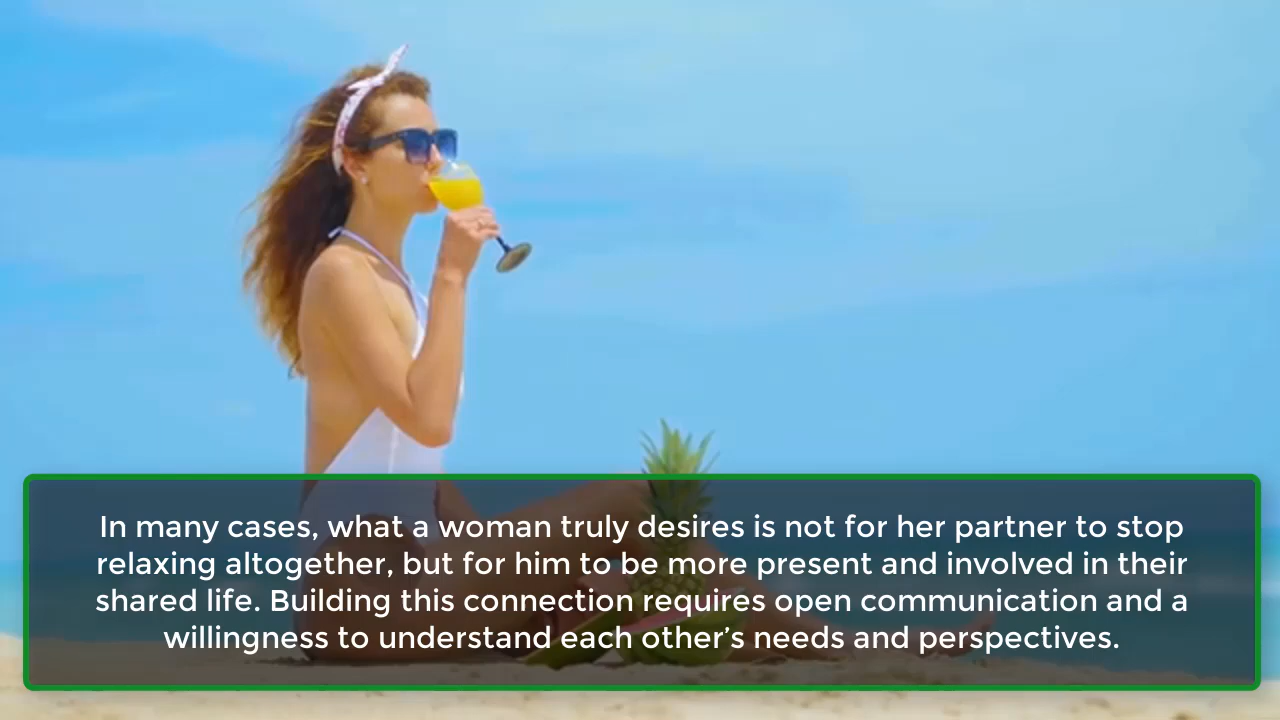 In many cases, what a woman truly desires is not for her partner to stop
relaxing altogether, but for him to be more present and involved in their
shared life. Building this connection requires open communication and a
willingness to understand each other’s needs and perspectives.